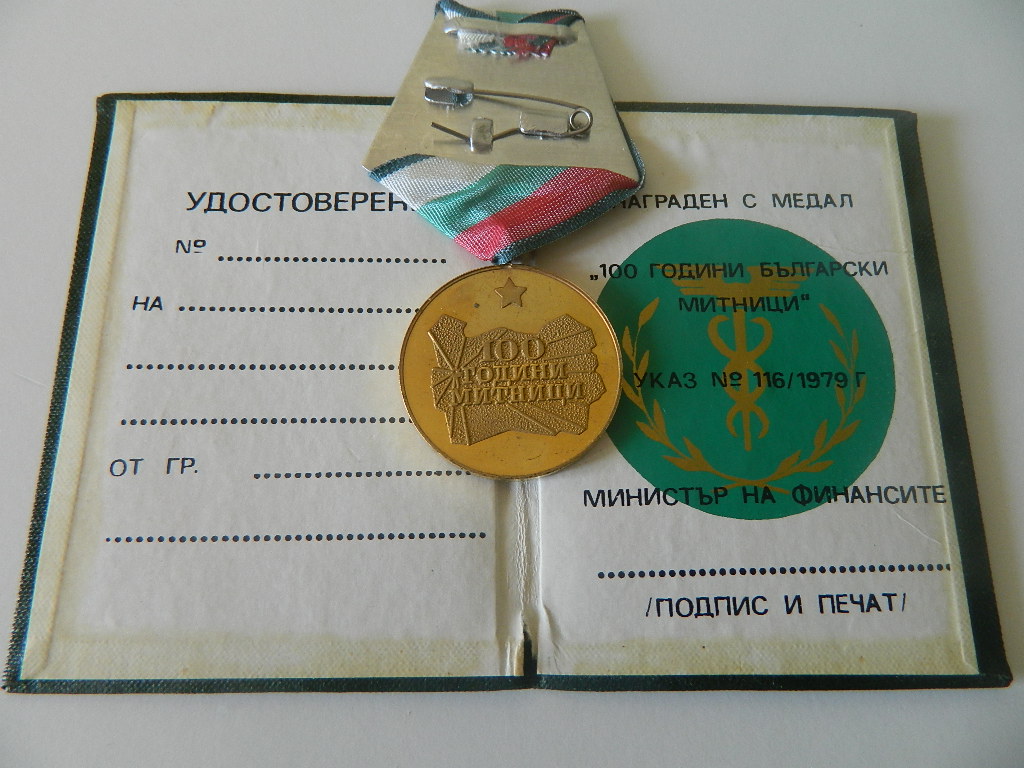 УДОСТОВЕРЕН
№
НА
ОТ ГР.
НАГРАДЕН С МЕДАЛ
„100 ГОДИНИ БЪЛГАРСКИ
МИТНИЦИ“
УКАЗ № 116/1979 Г
МИНИСТЪР НА ФИНАНСИТЕ
/ПОДПИС И ПЕЧАТ/
100
ГОДИНИ
МИТНИЦИ